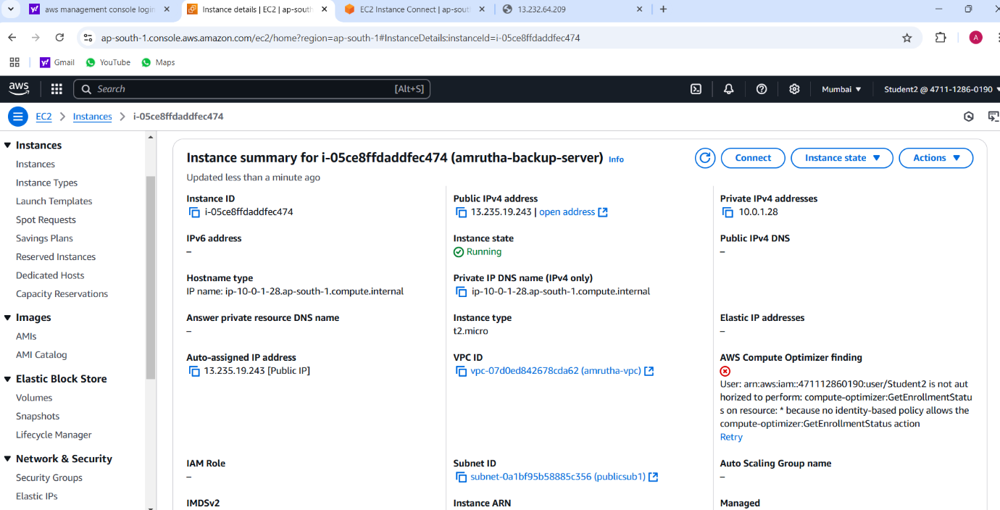 aws management console login
Instance details | EC2 | ap-south
EC2 Instance Connect | ap-sout
13.232.64.209
ap-south-1.console.aws.amazon.com/ec2/home?region=ap-south-1#InstanceDetails:instanceId=i-05ce8ffdaddfec474
A
Gmail
YouTube
Maps
aws
Search
[Alt+S]
Mumbai
Student2 @ 4711-1286-0190
EC2
Instances
i-05ce8ffdaddfec474
Instances
Instances
Instance Types
Launch Templates
Spot Requests
Savings Plans
Reserved Instances
Dedicated Hosts
Capacity Reservations
Images
AMIs
AMI Catalog
Elastic Block Store
Volumes
Snapshots
Lifecycle Manager
Network & Security
Security Groups
Elastic IPs
Instance summary for i-05ce8ffdaddfec474 (amrutha-backup-server) Info
Updated less than a minute ago
Connect
Instance state
Actions
Instance ID
i-05ce8ffdaddfec474
Public IPv4 address
13.235.19.243 | open address
Private IPv4 addresses
10.0.1.28
IPv6 address
–
Instance state
Running
Public IPv4 DNS
–
Hostname type
IP name: ip-10-0-1-28.ap-south-1.compute.internal
Private IP DNS name (IPv4 only)
ip-10-0-1-28.ap-south-1.compute.internal
Answer private resource DNS name
–
Instance type
t2.micro
Elastic IP addresses
–
Auto-assigned IP address
13.235.19.243 [Public IP]
VPC ID
vpc-07d0ed842678cda62 (amrutha-vpc)
AWS Compute Optimizer finding
User: arn:aws:iam::471112860190:user/Student2 is not aut
horized to perform: compute-optimizer:GetEnrollmentStatu
s on resource: * because no identity-based policy allows the
compute-optimizer:GetEnrollmentStatus action
Retry
IAM Role
–
Subnet ID
subnet-0a1bf95b58885c356 (publicsub1)
Auto Scaling Group name
–
IMDSv2
Instance ARN
Managed